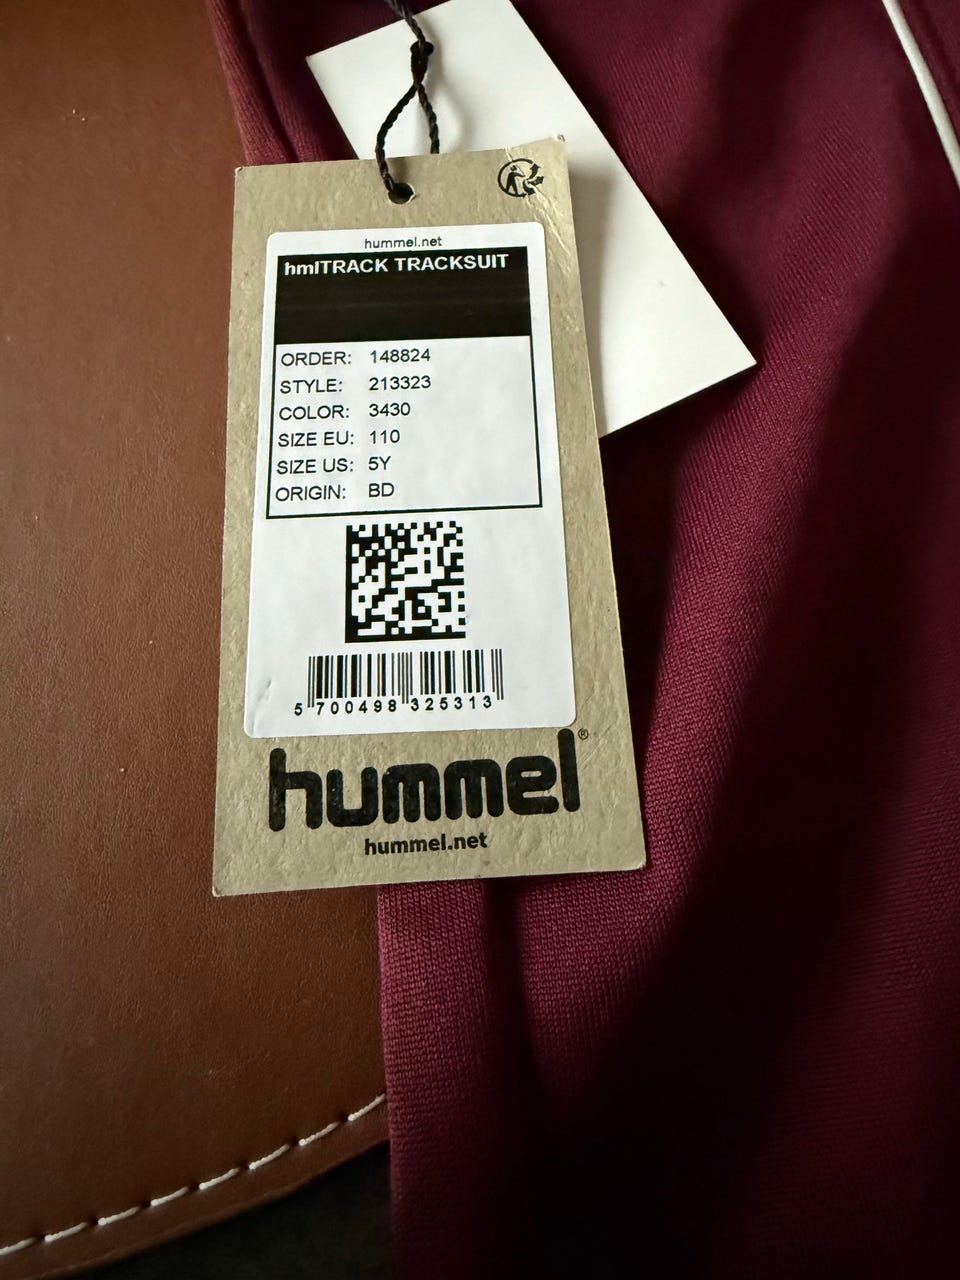 hummel.net
hmlTRACK TRACKSUIT
ORDER: 148824
STYLE: 213323
COLOR: 3430
SIZE EU: 110
SIZE US: 5Y
ORIGIN: BD
5 700498 325313
hummel®
hummel.net